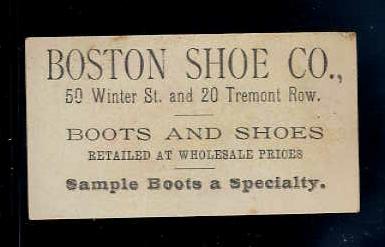 BOSTON SHOE CO.,
50 Winter St. and 20 Tremont Row.
BOOTS AND SHOES
RETAILED AT WHOLESALE PRICES
Sample Boots a Specialty.